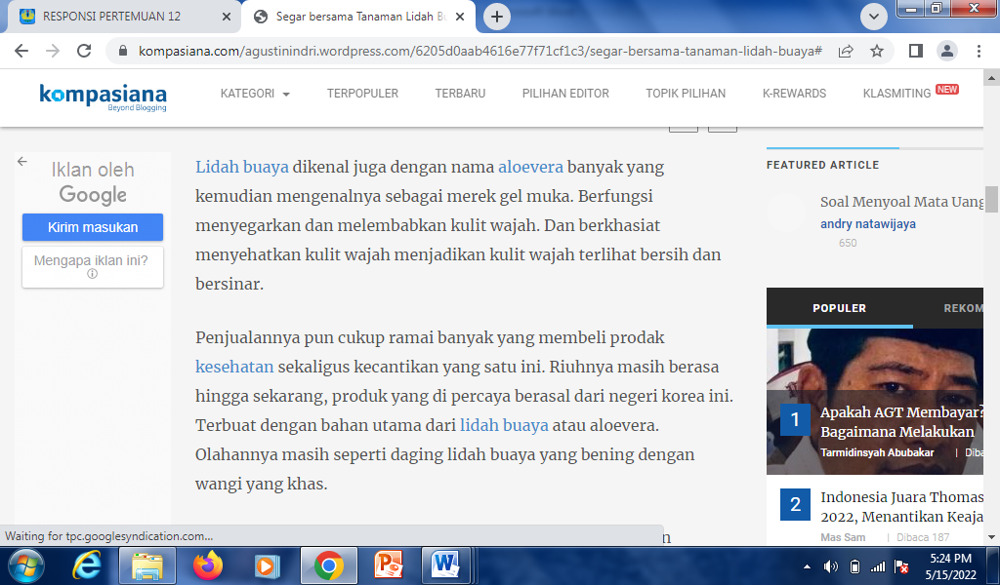 RESPONSI PERTEMUAN 12
Segar bersama Tanaman Lidah Bu
kompasiana.com/agustinindri.wordpress.com/6205d0aab4616e77f71cf1c3/segar-bersama-tanaman-lidah-buaya#
kompasiana
Beyond Blogging
KATEGORI
TERPOPULER
TERBARU
PILIHAN EDITOR
TOPIK PILIHAN
K-REWARDS
KLASMITING NEW
Iklan oleh
Google
Kirim masukan
Mengapa iklan ini?
Lidah buaya dikenal juga dengan nama aloevera banyak yang
kemudian mengenalnya sebagai merek gel muka. Berfungsi
menyegarkan dan melembabkan kulit wajah. Dan berkhasiat
menyehatkan kulit wajah menjadikan kulit wajah terlihat bersih dan
bersinar.
Penjualannya pun cukup ramai banyak yang membeli prodak
kesehatan sekaligus kecantikan yang satu ini. Riuhnya masih berasa
hingga sekarang, produk yang di percaya berasal dari negeri korea ini.
Terbuat dengan bahan utama dari lidah buaya atau aloevera.
Olahannya masih seperti daging lidah buaya yang bening dengan
wangi yang khas.
FEATURED ARTICLE
Soal Menyoal Mata Uang
andry natawijaya
650
POPULER
REKOM
1
Apakah AGT Membayar?
Bagaimana Melakukan
Tarmidinsyah Abubakar | Diba
2
Indonesia Juara Thomas
2022, Menantikan Keaja
Mas Sam | Dibaca 187
Waiting for tpc.googlesyndication.com...
5:24 PM
5/15/2022